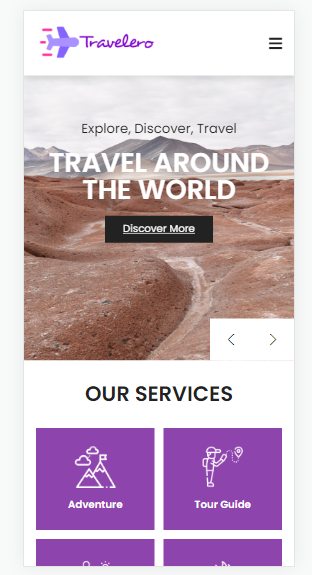 Travelero
Explore, Discover, Travel
TRAVEL AROUND
THE WORLD
Discover More
OUR SERVICES
Adventure
Tour Guide